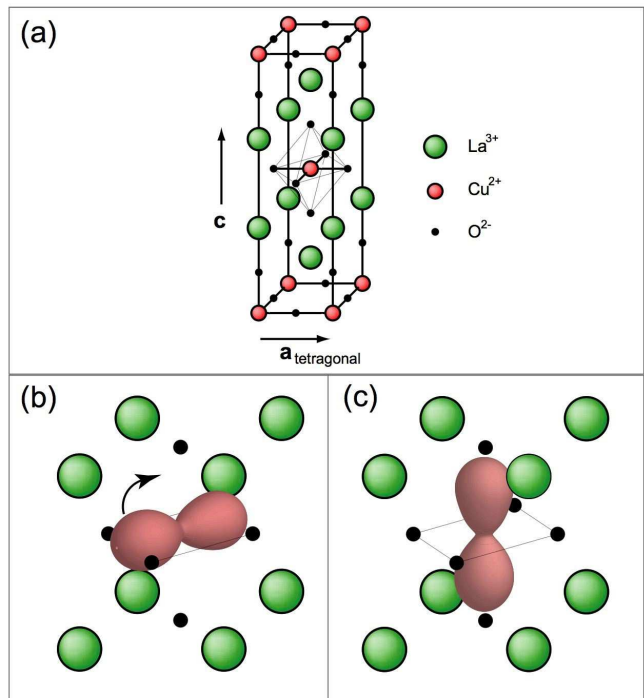 (a)
La3+
Cu2+
O2-
c
a tetragonal
(b)
(c)